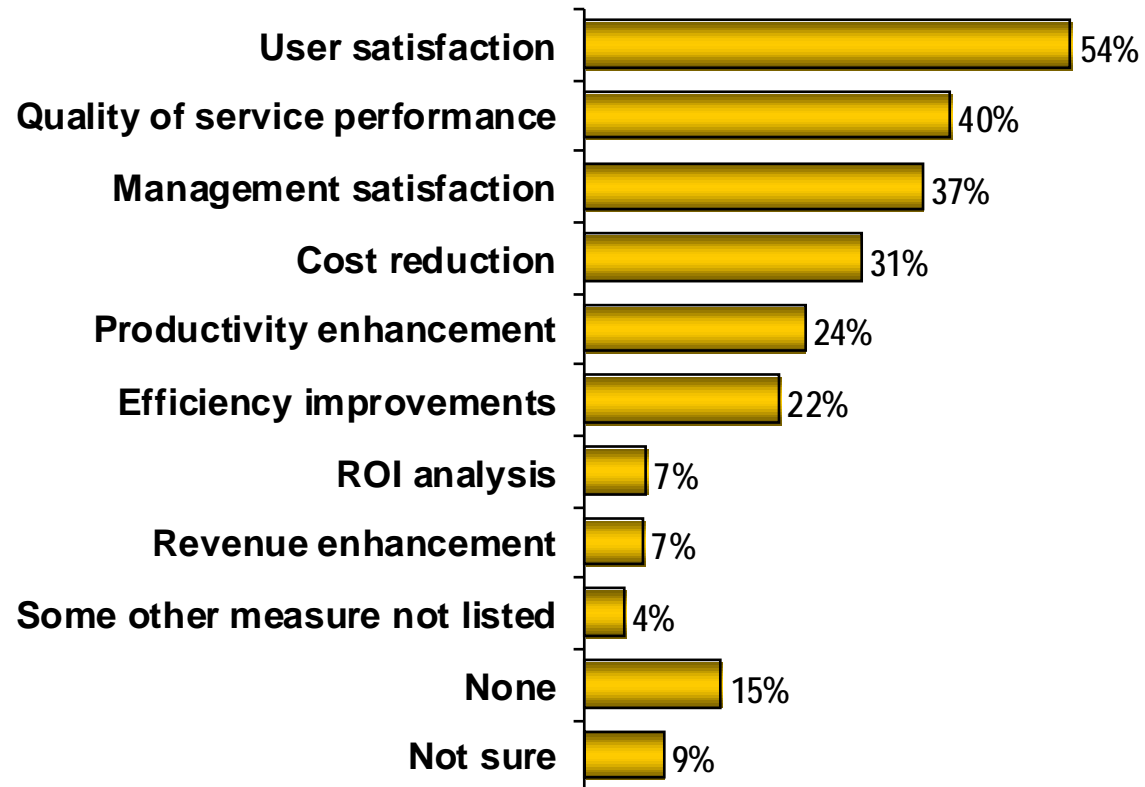 User satisfaction 54%
Quality of service performance 40%
Management satisfaction 37%
Cost reduction 31%
Productivity enhancement 24%
Efficiency improvements 22%
ROI analysis 7%
Revenue enhancement 7%
Some other measure not listed 4%
None 15%
Not sure 9%